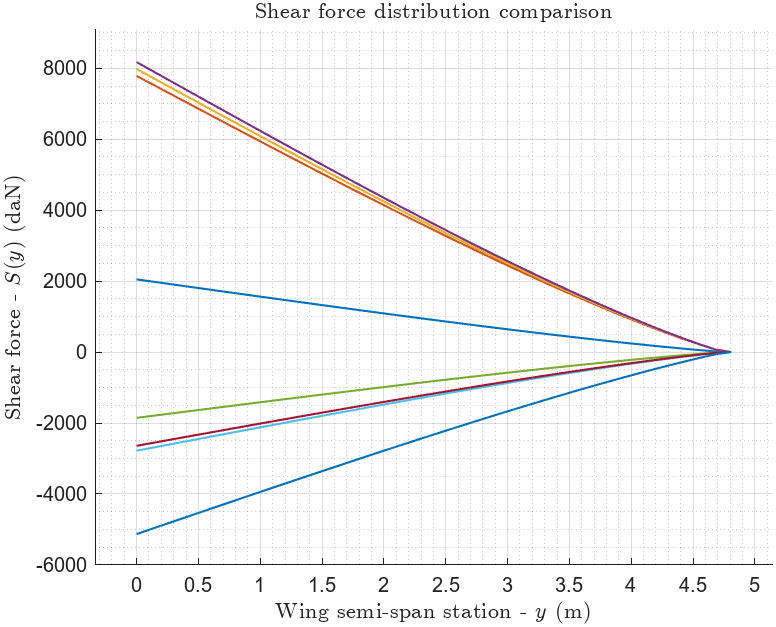 Shear force distribution comparison
Shear force - S(y) (daN)
8000
6000
4000
2000
0
-2000
-4000
-6000
0 0.5 1 1.5 2 2.5 3 3.5 4 4.5 5
Wing semi-span station - y (m)